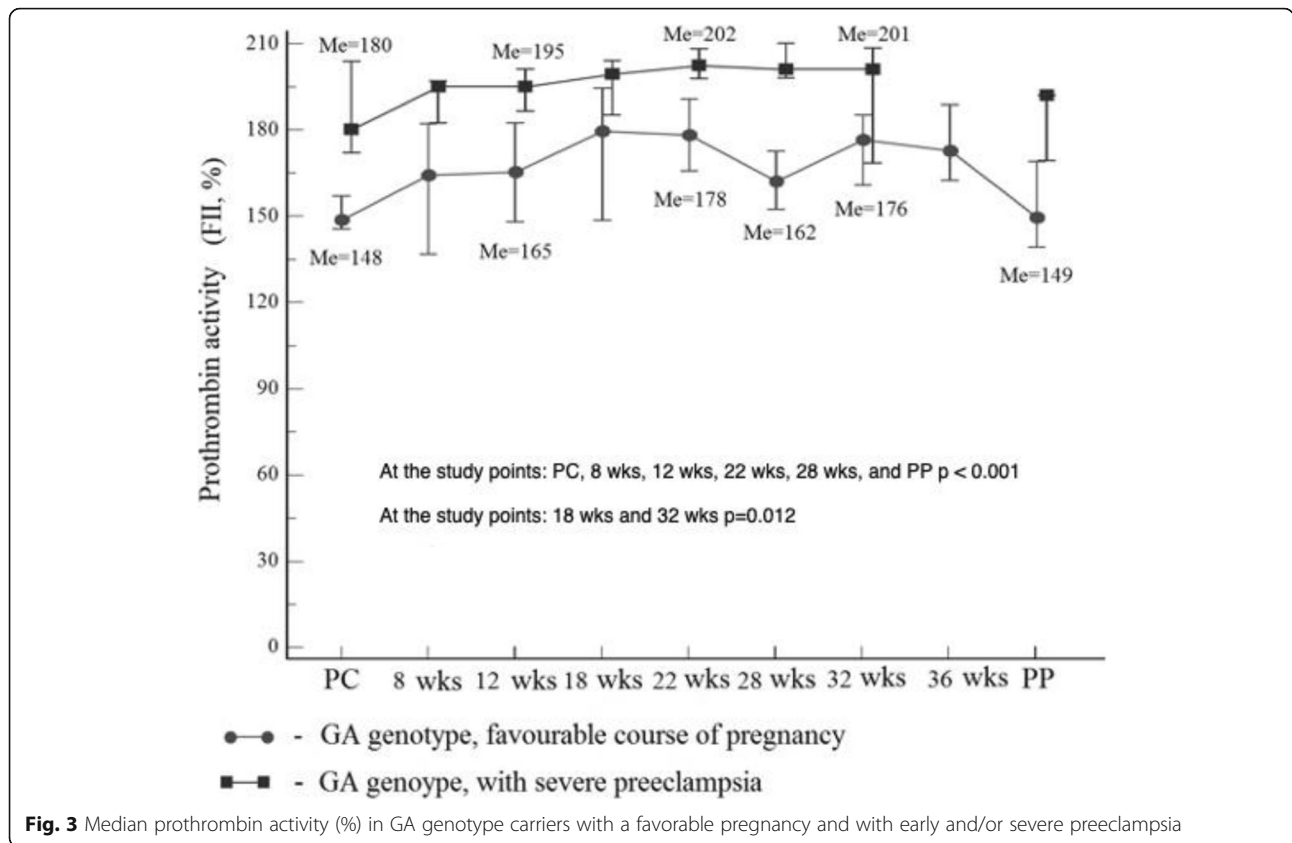 210
180
150
120
90
60
30
0
Prothrombin activity (FII, %)
Me=180
Me=195
Me=202
Me=201
Me=148
Me=165
Me=178
Me=162
Me=176
Me=149
At the study points: PC, 8 wks, 12 wks, 22 wks, 28 wks, and PP p < 0.001
At the study points: 18 wks and 32 wks p=0.012
PC 8 wks 12 wks 18 wks 22 wks 28 wks 32 wks 36 wks PP
- GA genotype, favourable course of pregnancy
- GA genoype, with severe preeclampsia
Fig. 3 Median prothrombin activity (%) in GA genotype carriers with a favorable pregnancy and with early and/or severe preeclampsia